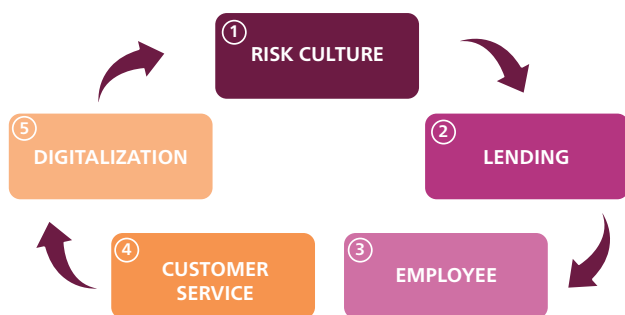 1
RISK CULTURE
2
LENDING
3
EMPLOYEE
4
CUSTOMER
SERVICE
5
DIGITALIZATION